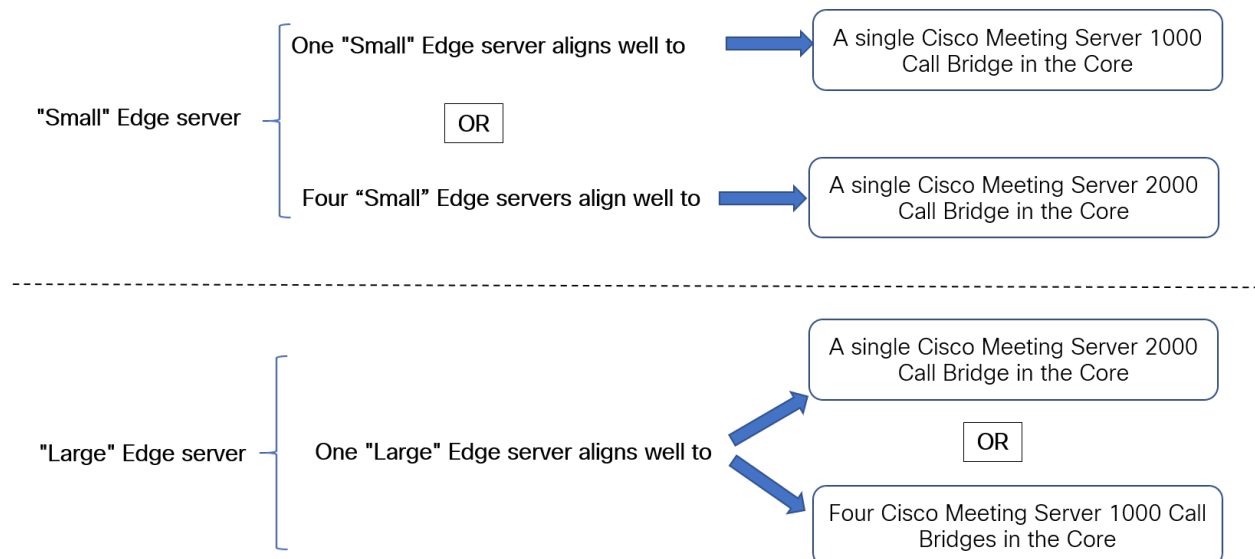 One "Small" Edge server aligns well to
A single Cisco Meeting Server 1000
Call Bridge in the Core
"Small" Edge server
OR
Four “Small” Edge servers align well to
A single Cisco Meeting Server 2000
Call Bridge in the Core
A single Cisco Meeting Server 2000
Call Bridge in the Core
"Large" Edge server
One "Large" Edge server aligns well to
OR
Four Cisco Meeting Server 1000 Call
Bridges in the Core